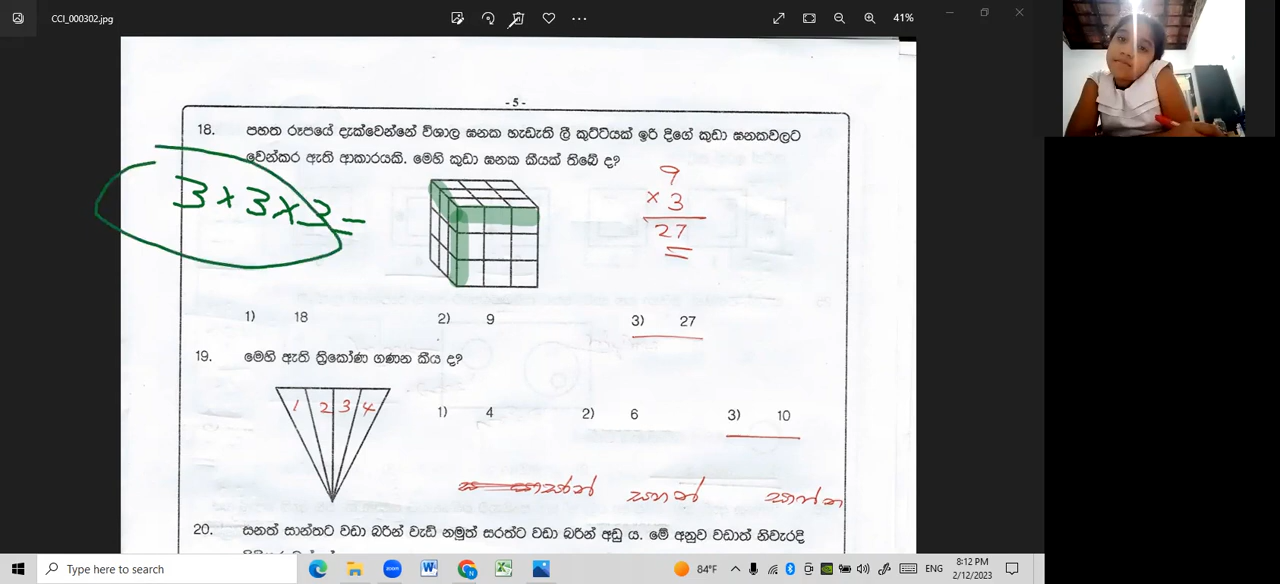 CCI_000302.jpg
41%
- 5 -
18. පහත රූපයේ දැක්වෙන්නේ විශාල ඝනක හැඩැති ලී කුට්ටියක් ඉරි දිගේ කුඩා ඝනකවලට
වෙන්කර ඇති ආකාරයකි. මෙහි කුඩා ඝනක කීයක් තිබේ ද?
3 × 3 × 3 =
9
× 3
27
1) 18 2) 9 3) 27
19. මෙහි ඇති ත්‍රිකෝණ ගණන කීය ද?
1 2 3 4
1) 4 2) 6 3) 10
සරත් සනත් සාන්ත
20. සනත් සාන්තට වඩා බරින් වැඩි නමුත් සරත්ට වඩා බරින් අඩු ය. මේ අනුව වඩාත් නිවැරදි
Type here to search
84°F
ENG
8:12 PM
2/12/2023